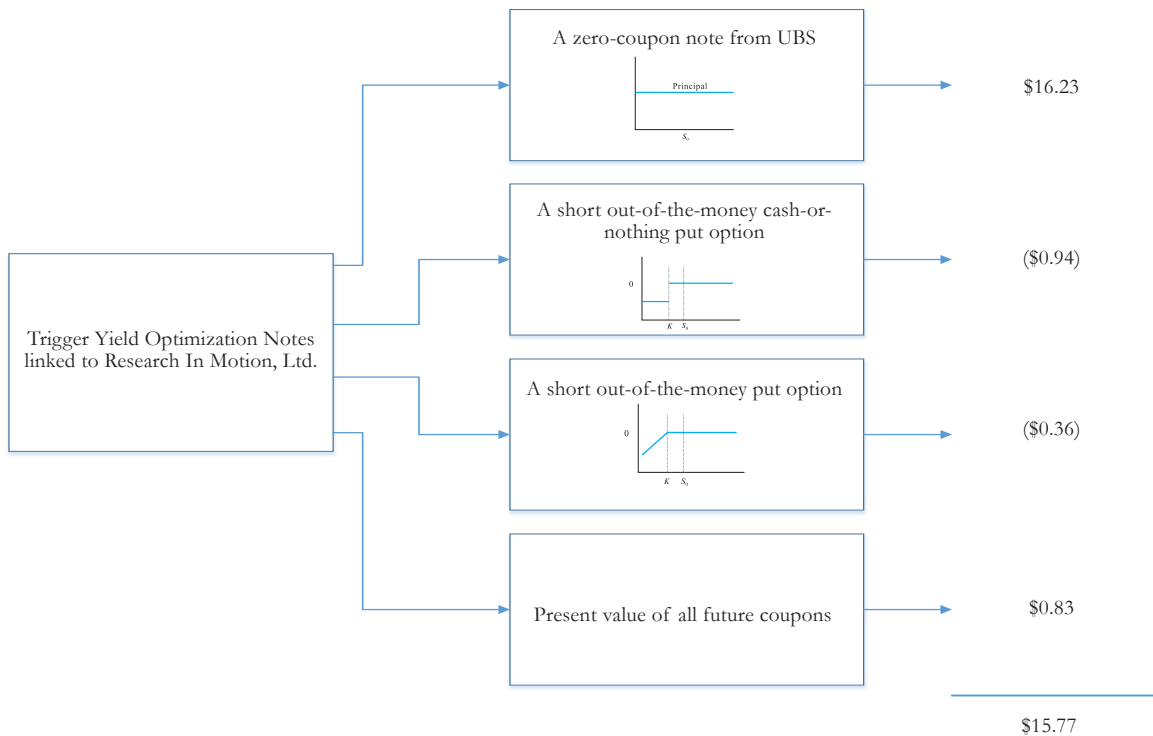 A zero-coupon note from UBS
Principal
S₀
$16.23
A short out-of-the-money cash-or-
nothing put option
0
K
S₀
($0.94)
Trigger Yield Optimization Notes
linked to Research In Motion, Ltd.
A short out-of-the-money put option
0
K
S₀
($0.36)
Present value of all future coupons
$0.83
$15.77